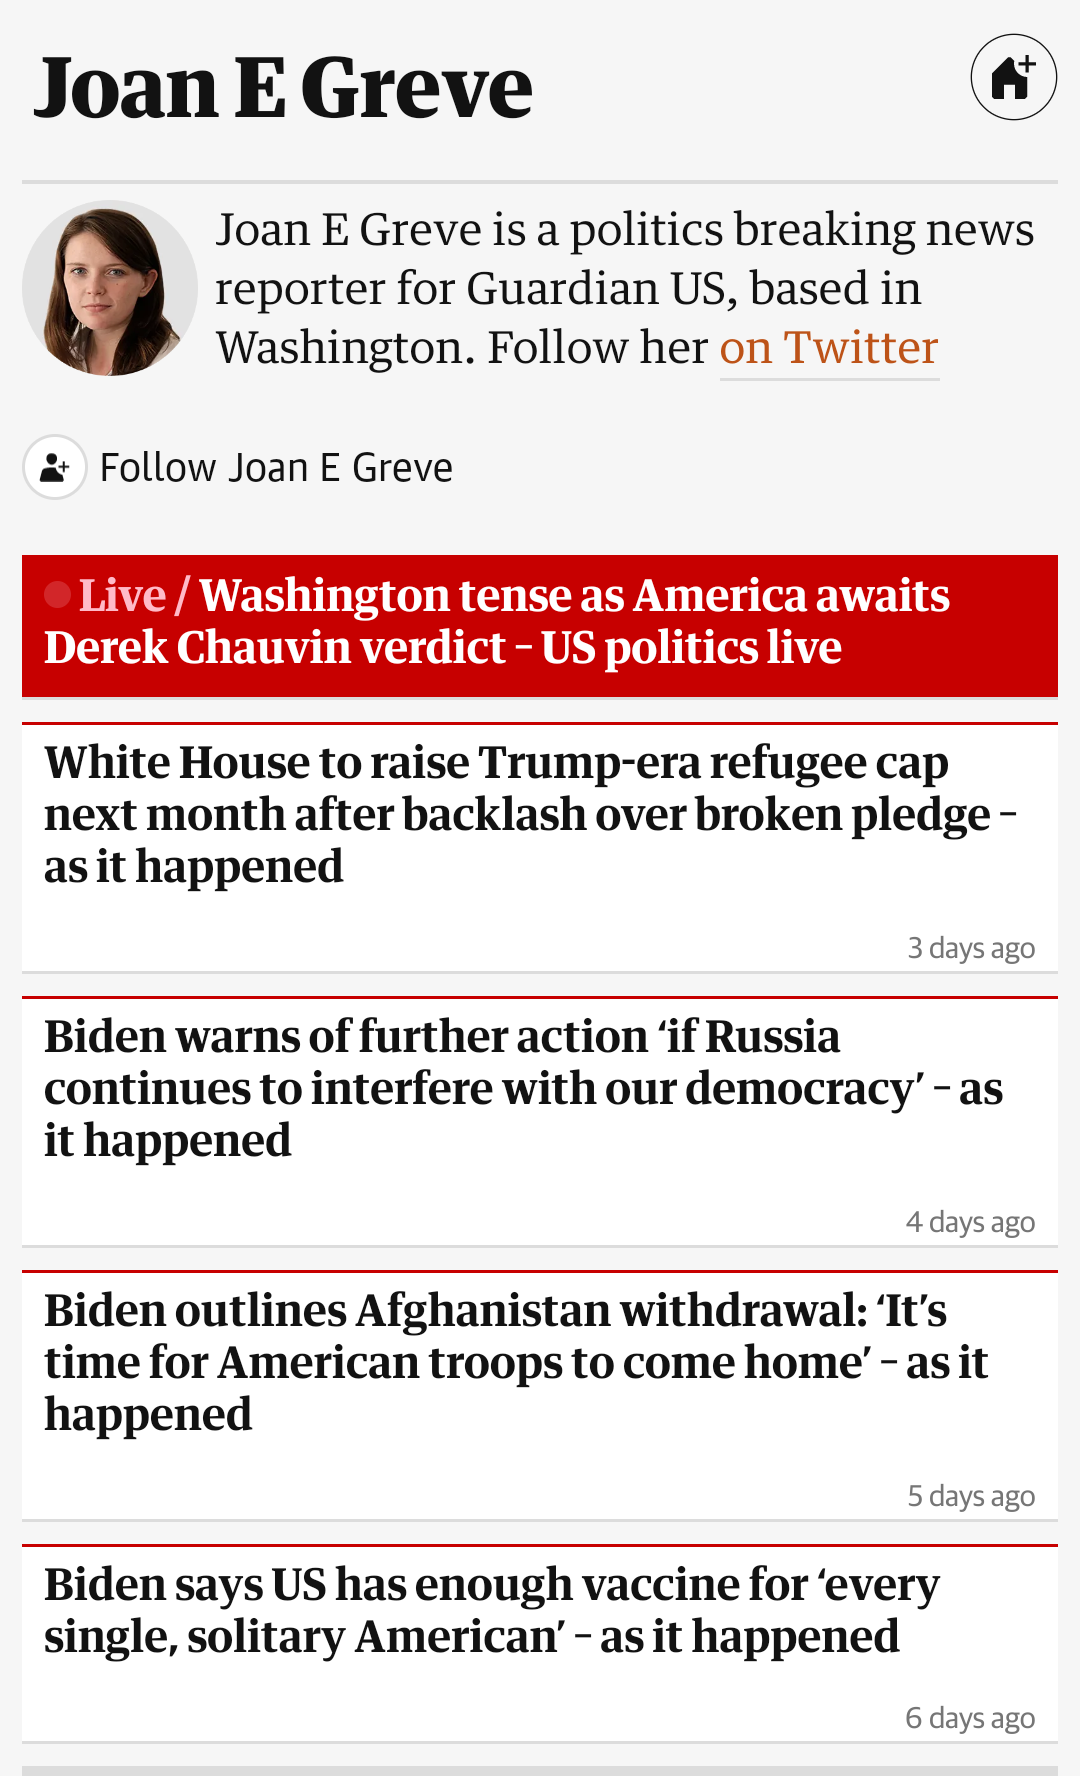 Joan E Greve
Joan E Greve is a politics breaking news
reporter for Guardian US, based in
Washington. Follow her on Twitter
Follow Joan E Greve
Live / Washington tense as America awaits
Derek Chauvin verdict – US politics live
White House to raise Trump-era refugee cap
next month after backlash over broken pledge –
as it happened
3 days ago
Biden warns of further action ‘if Russia
continues to interfere with our democracy’ – as
it happened
4 days ago
Biden outlines Afghanistan withdrawal: ‘It’s
time for American troops to come home’ – as it
happened
5 days ago
Biden says US has enough vaccine for ‘every
single, solitary American’ – as it happened
6 days ago